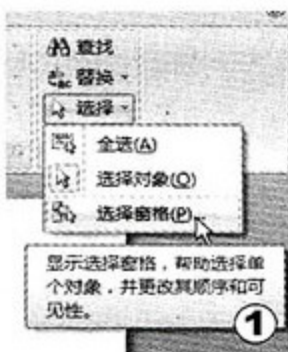 查找
替换
选择
全选(A)
选择对象(O)
选择窗格(P)...
显示选择窗格，帮助选择单
个对象，并更改其顺序和可
见性。
1